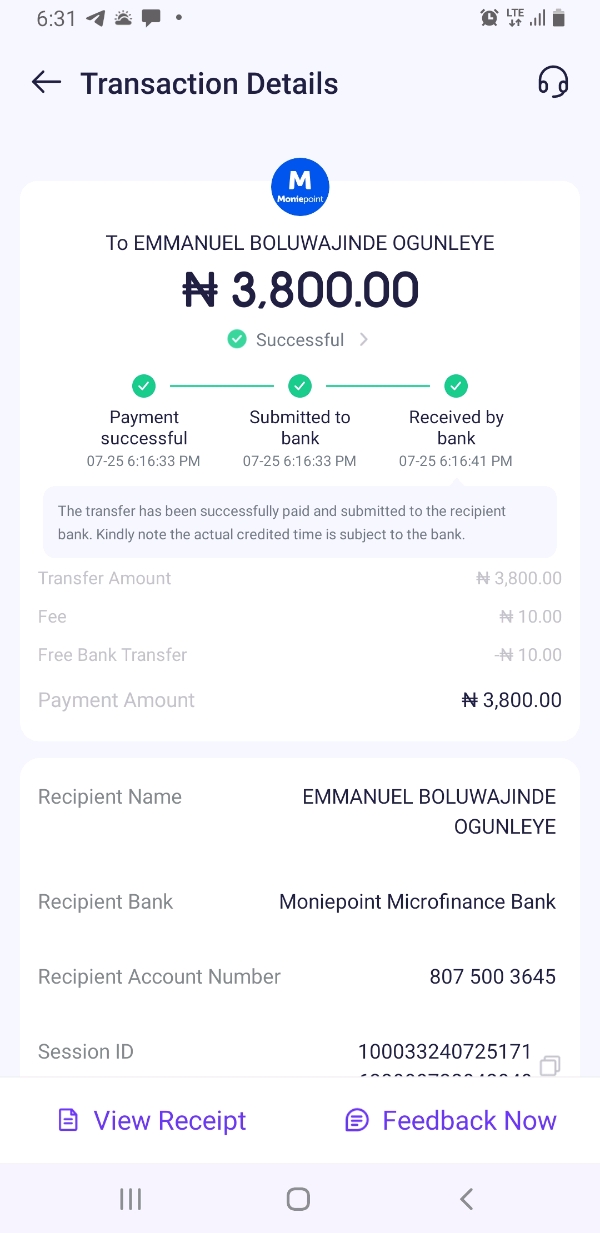 6:31
LTE
Transaction Details
M
Moniepoint
To EMMANUEL BOLUWAJINDE OGUNLEYE
₦ 3,800.00
Successful
Payment successful
Submitted to bank
Received by bank
07-25 6:16:33 PM
07-25 6:16:33 PM
07-25 6:16:41 PM
The transfer has been successfully paid and submitted to the recipient
bank. Kindly note the actual credited time is subject to the bank.
Transfer Amount ₦ 3,800.00
Fee ₦ 10.00
Free Bank Transfer -₦ 10.00
Payment Amount ₦ 3,800.00
Recipient Name EMMANUEL BOLUWAJINDE
OGUNLEYE
Recipient Bank Moniepoint Microfinance Bank
Recipient Account Number 807 500 3645
Session ID 100033240725171
View Receipt Feedback Now